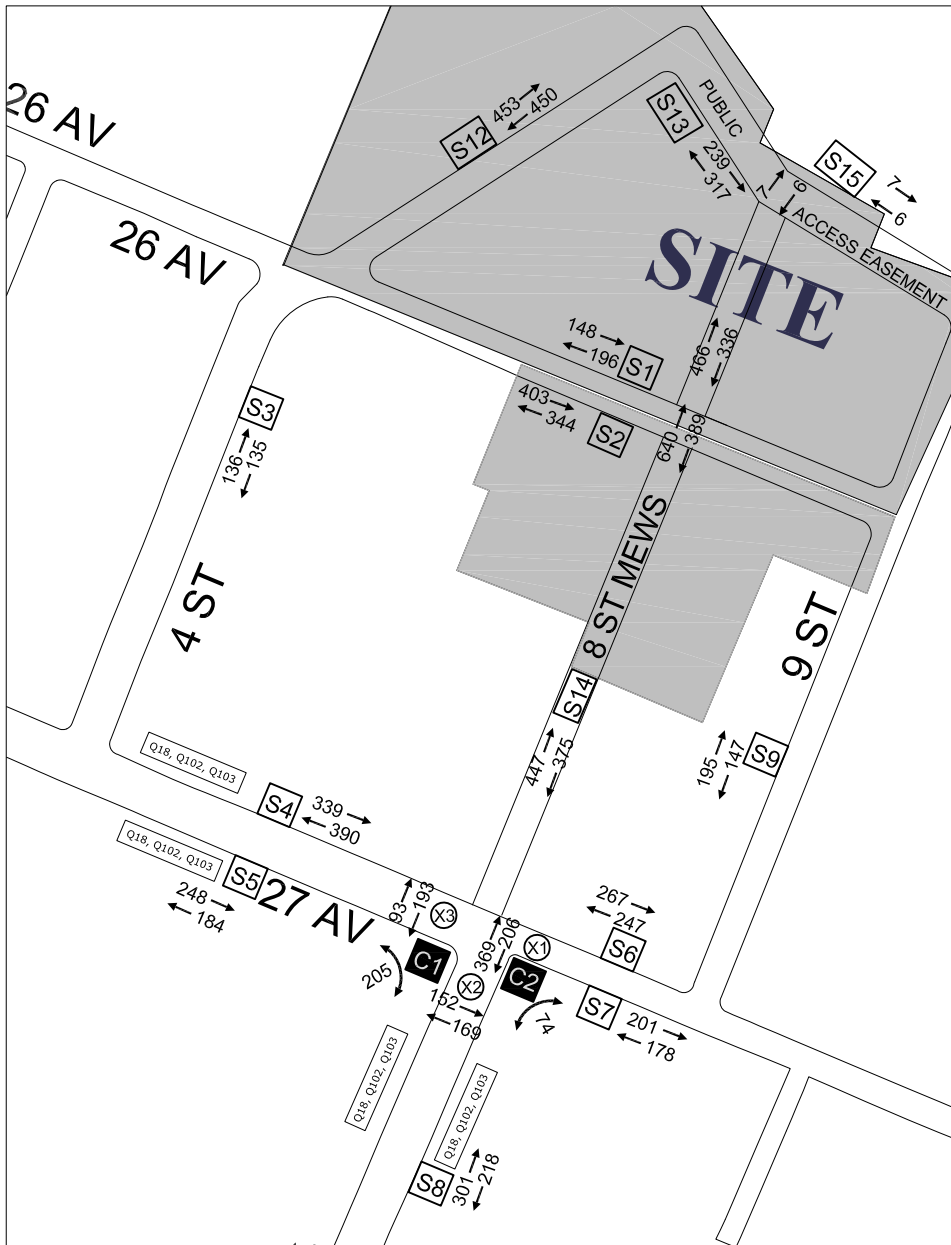 26 AV
26 AV
453
450
S12
S13
PUBLIC
239
317
7
6
S15
7
6
ACCESS EASEMENT
SITE
148
196
S1
466
336
403
344
S2
640
389
S3
136
135
4 ST
8 ST MEWS
9 ST
S14
447
375
S9
195
147
Q18, Q102, Q103
S4
339
390
Q18, Q102, Q103
S5
248
184
27 AV
93
193
X3
267
247
S6
206
369
X1
C1
205
X2
C2
74
152
169
S7
201
178
Q18, Q102, Q103
Q18, Q102, Q103
S8
301
218